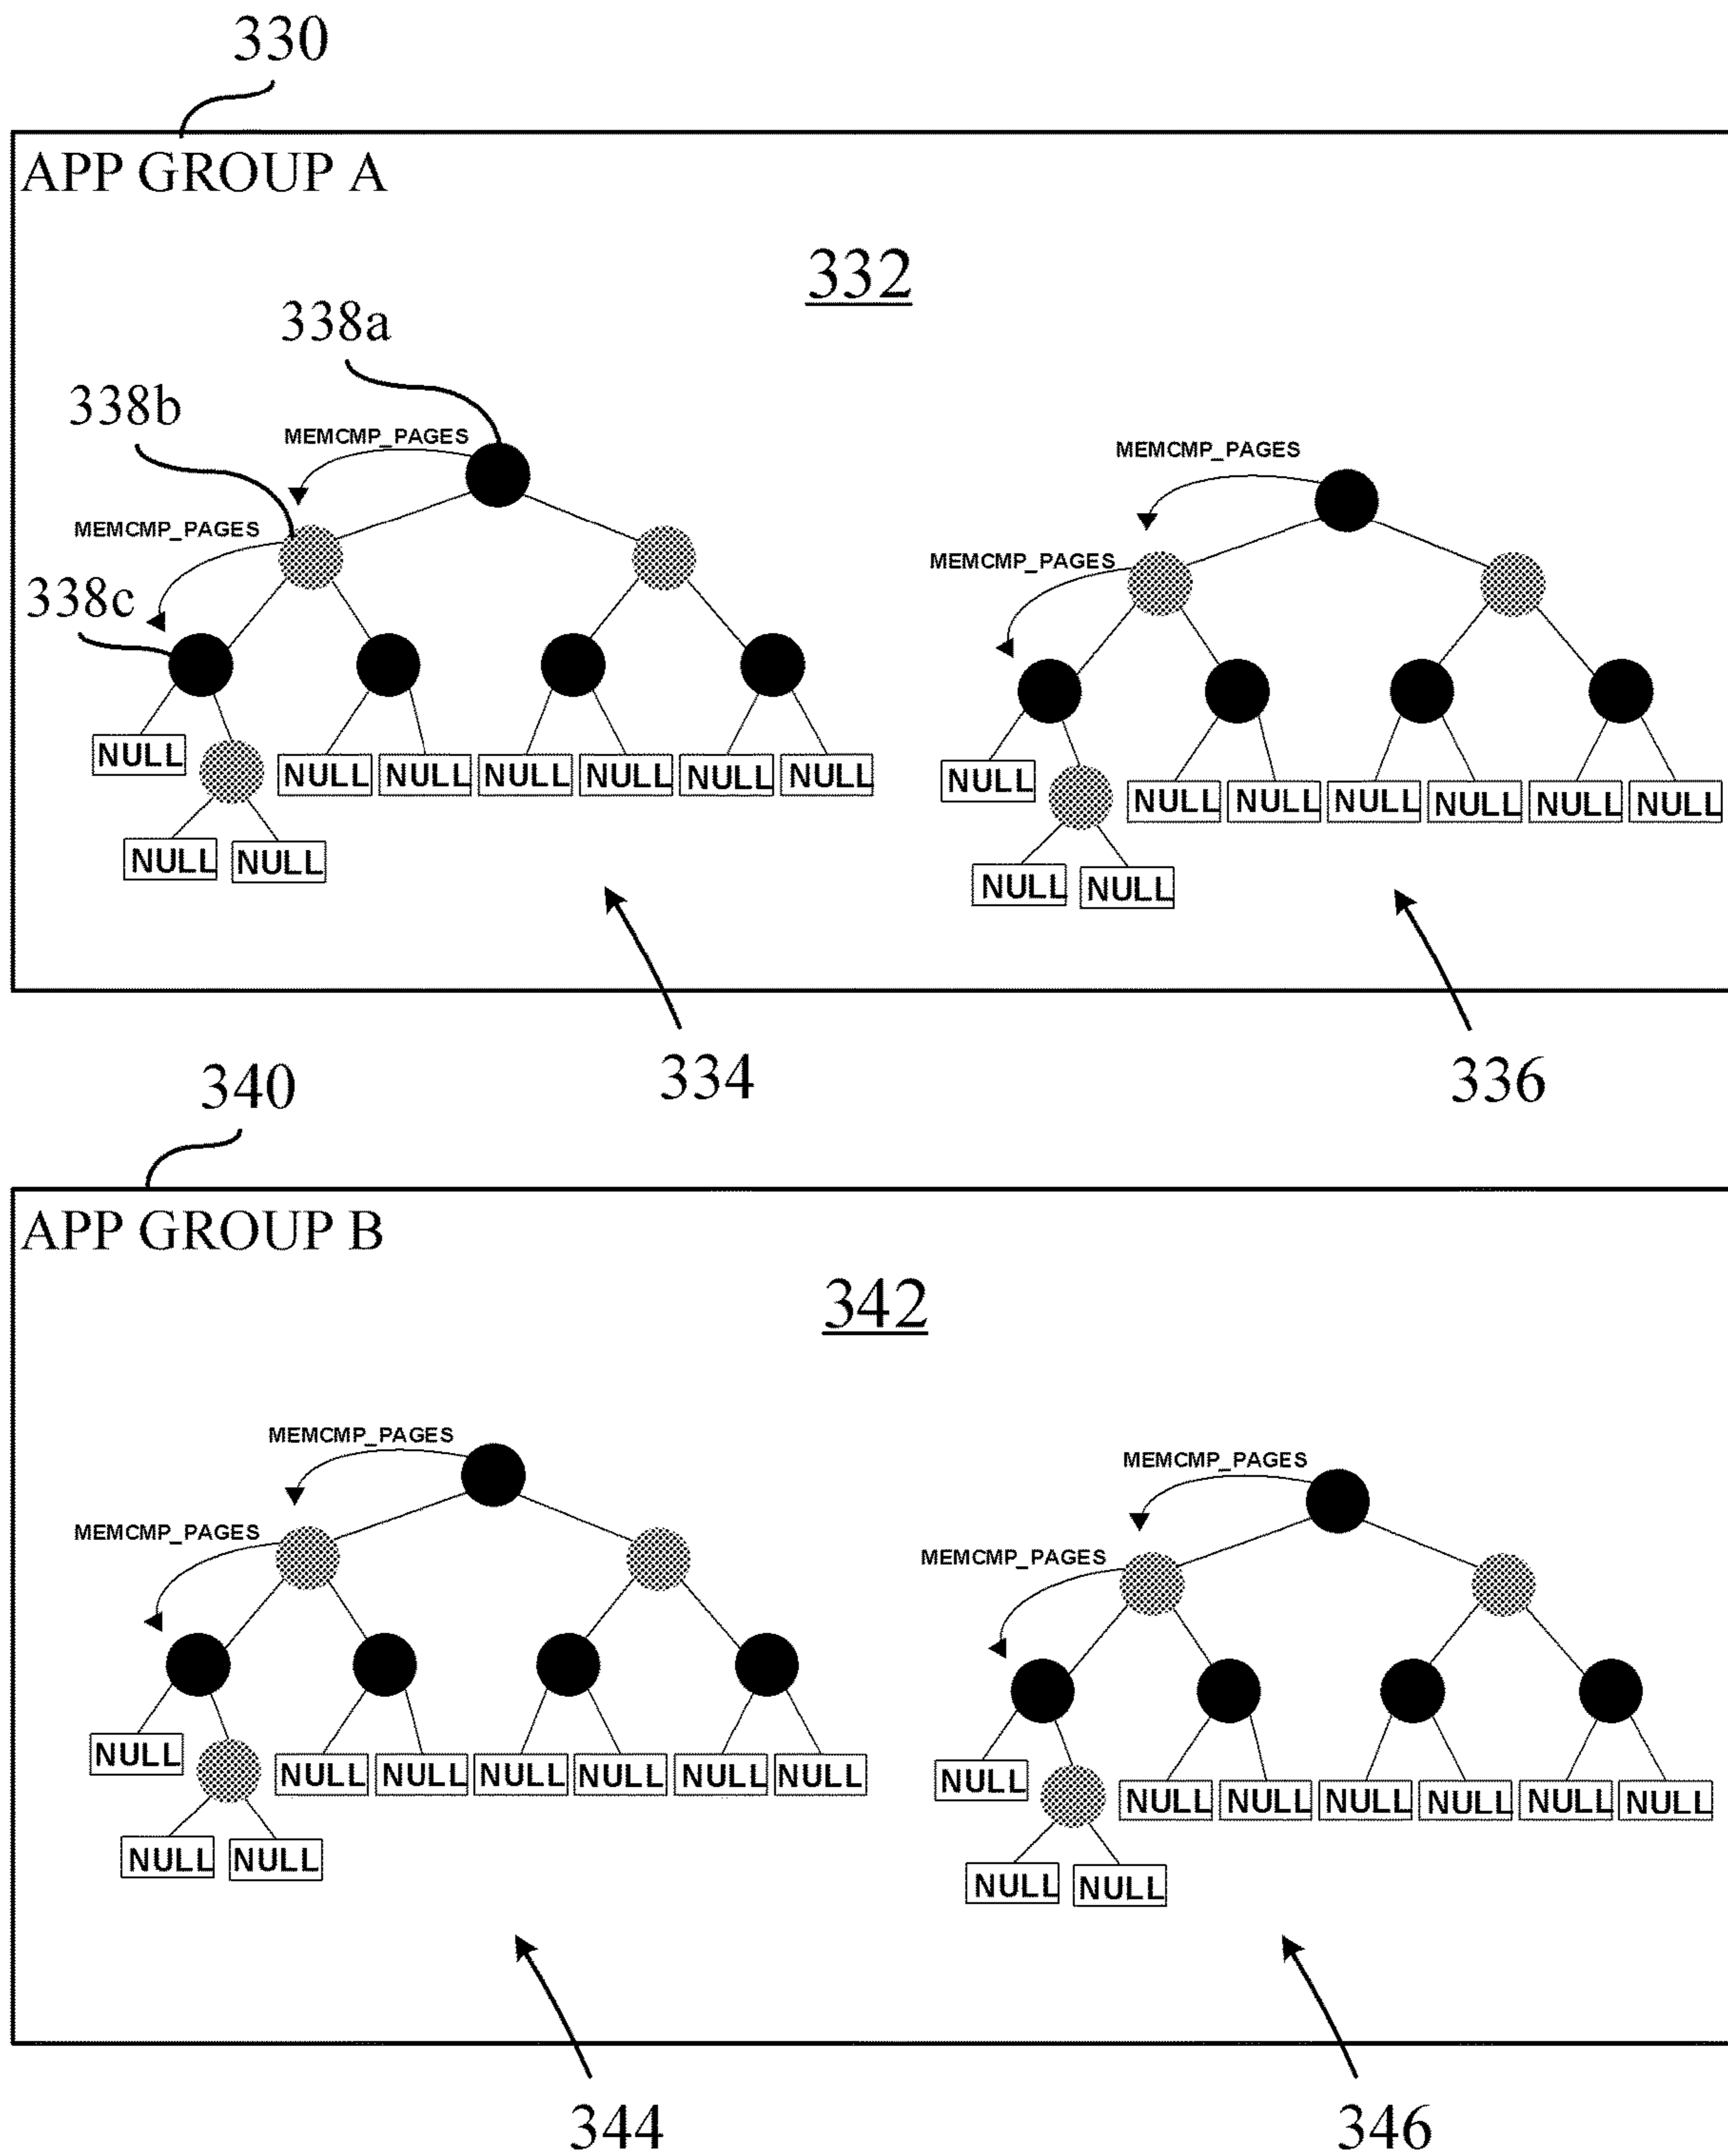 330
APP GROUP A
332
338a
338b
MEMCMP_PAGES
MEMCMP_PAGES
MEMCMP_PAGES
MEMCMP_PAGES
338c
NULL
NULL NULL NULL NULL NULL NULL
NULL
NULL NULL NULL NULL NULL NULL
NULL NULL
NULL NULL
334
336
340
APP GROUP B
342
MEMCMP_PAGES
MEMCMP_PAGES
MEMCMP_PAGES
MEMCMP_PAGES
NULL
NULL NULL NULL NULL NULL NULL
NULL
NULL NULL NULL NULL NULL NULL
NULL NULL
NULL NULL
344
346